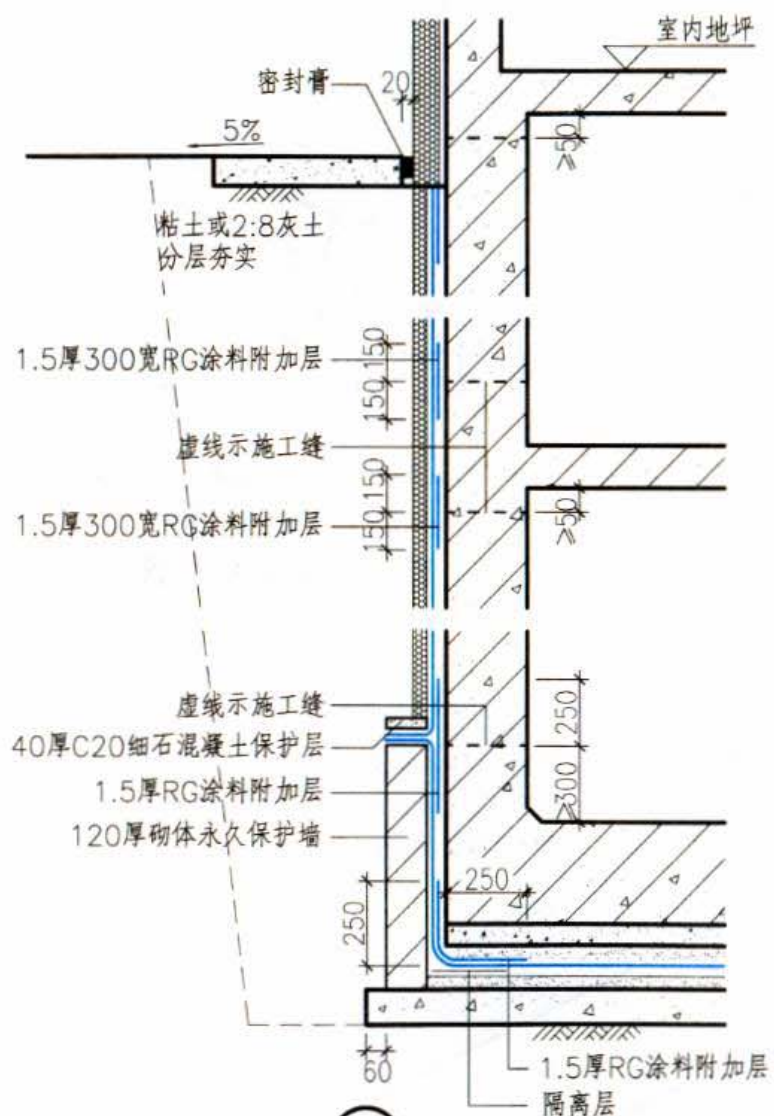 室内地坪
密封膏
20
5%
≥50
粘土或2:8灰土
分层夯实
1.5厚300宽RG涂料附加层
150
150
虚线示施工缝
150
1.5厚300宽RG涂料附加层
150
≥50
虚线示施工缝
250
40厚C20细石混凝土保护层
1.5厚RG涂料附加层
≥300
120厚砌体永久保护墙
250
250
60
1.5厚RG涂料附加层
隔离层